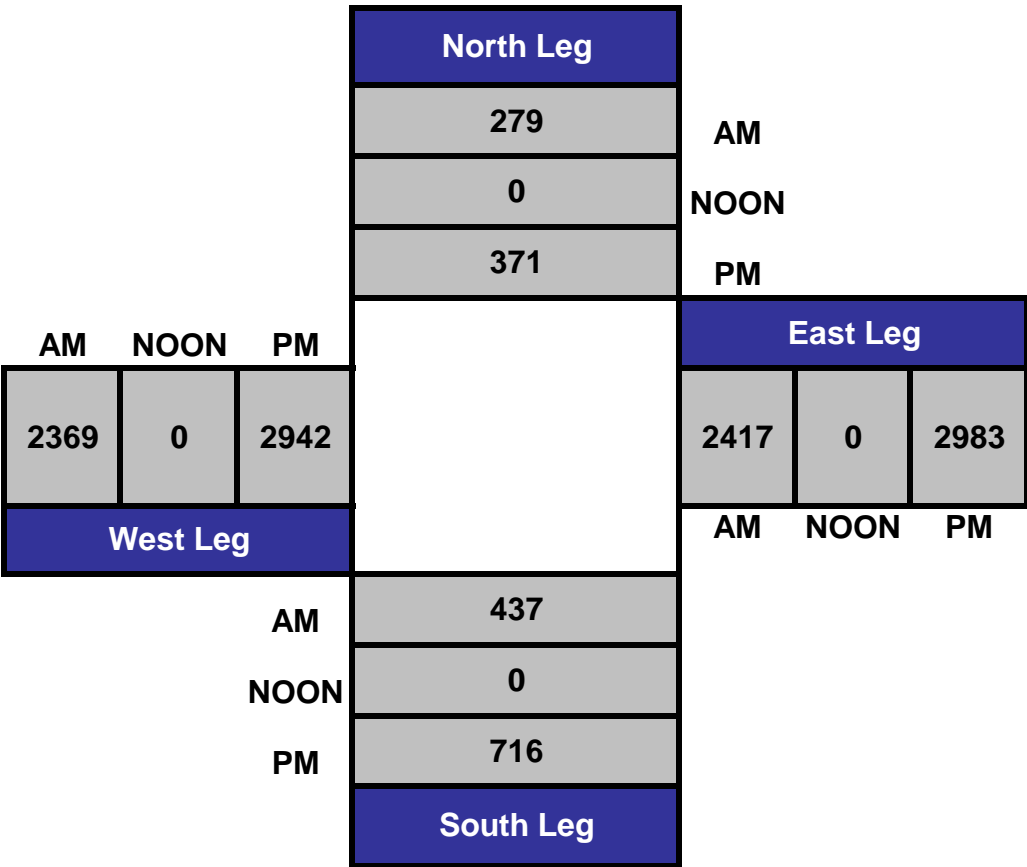 North Leg
279 AM
0 NOON
371 PM
AM NOON PM East Leg
2369 0 2942 2417 0 2983
West Leg AM NOON PM
AM 437
NOON 0
PM 716
South Leg